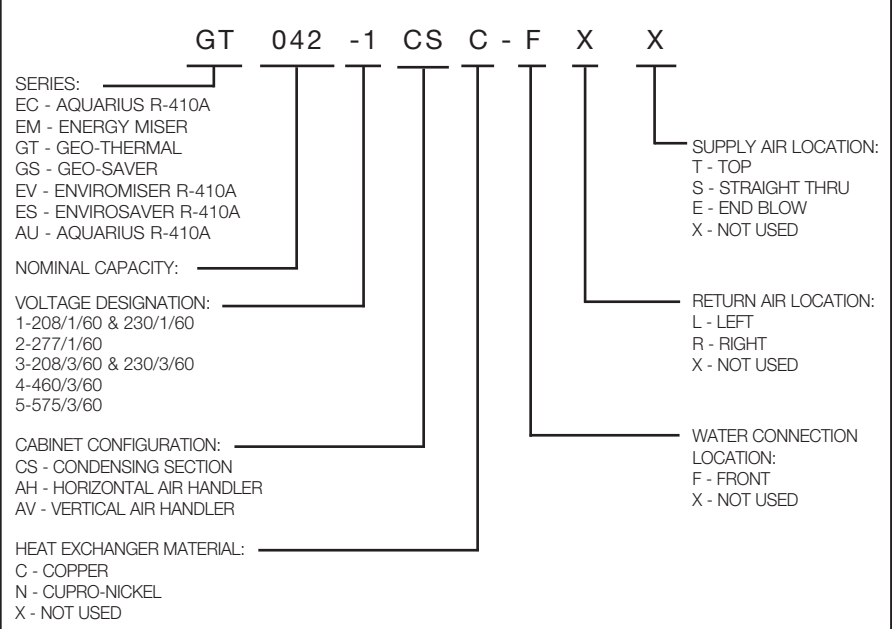 GT 042 -1 CS C - F X X
SERIES:
EC - AQUARIUS R-410A
EM - ENERGY MISER
GT - GEO-THERMAL
GS - GEO-SAVER
EV - ENVIROMISER R-410A
ES - ENVIROSAVER R-410A
AU - AQUARIUS R-410A
NOMINAL CAPACITY:
VOLTAGE DESIGNATION:
1-208/1/60 & 230/1/60
2-277/1/60
3-208/3/60 & 230/3/60
4-460/3/60
5-575/3/60
CABINET CONFIGURATION:
CS - CONDENSING SECTION
AH - HORIZONTAL AIR HANDLER
AV - VERTICAL AIR HANDLER
HEAT EXCHANGER MATERIAL:
C - COPPER
N - CUPRO-NICKEL
X - NOT USED
SUPPLY AIR LOCATION:
T - TOP
S - STRAIGHT THRU
E - END BLOW
X - NOT USED
RETURN AIR LOCATION:
L - LEFT
R - RIGHT
X - NOT USED
WATER CONNECTION
LOCATION:
F - FRONT
X - NOT USED